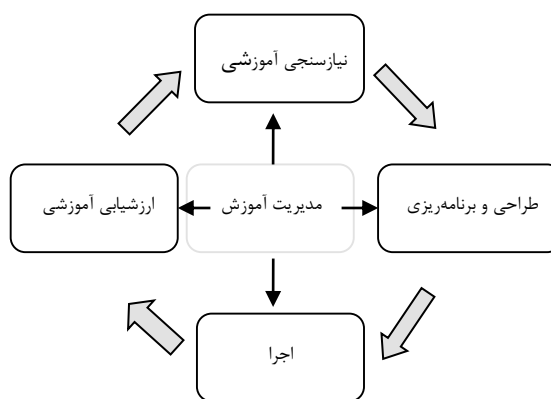 نیازسنجی آموزشی
طراحی و برنامه‌ریزی
مدیریت آموزش
ارزشیابی آموزشی
اجرا